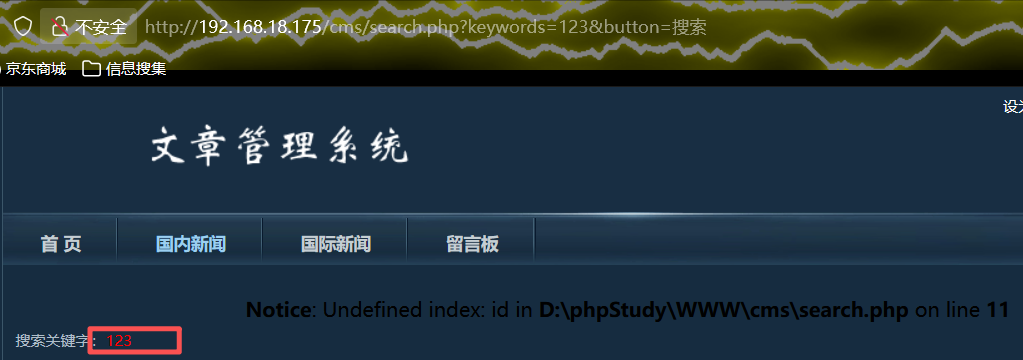 不安全 http://192.168.18.175/cms/search.php?keywords=123&button=搜索
京东商城 信息搜集
设为
文章管理系统
首 页 国内新闻 国际新闻 留言板
Notice: Undefined index: id in D:\phpStudy\WWW\cms\search.php on line 11
搜索关键字：123